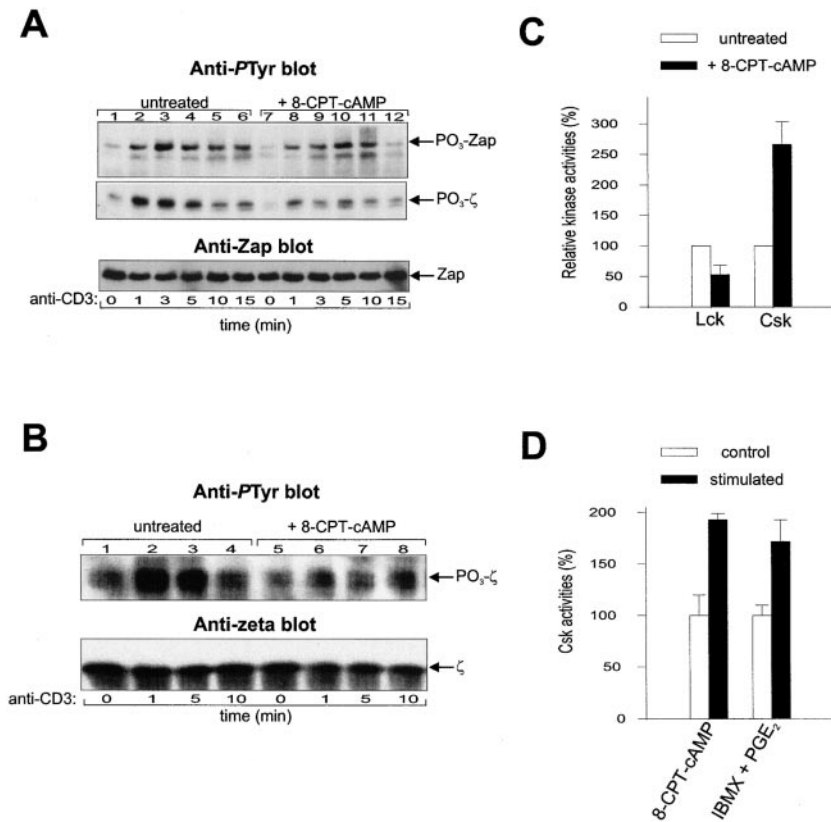 A
Anti-PTyr blot
untreated + 8-CPT-cAMP
1 2 3 4 5 6 7 8 9 10 11 12
PO₃-Zap
PO₃-ζ
Anti-Zap blot
Zap
anti-CD3: 0 1 3 5 10 15 0 1 3 5 10 15
time (min)
B
Anti-PTyr blot
untreated + 8-CPT-cAMP
1 2 3 4 5 6 7 8
PO₃-ζ
Anti-zeta blot
ζ
anti-CD3: 0 1 5 10 0 1 5 10
time (min)
C
untreated
+ 8-CPT-cAMP
Relative kinase activities (%)
300
250
200
150
100
50
0
Lck Csk
D
control
stimulated
Csk activities (%)
200
150
100
50
0
8-CPT-cAMP
IBMX + PGE₂